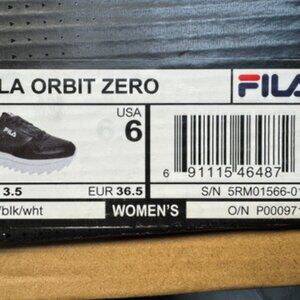 LA ORBIT ZERO
FILA
USA
6
FILA
3.5
EUR 36.5
6 91115 46487
S/N 5RM01566-01
/blk/wht
WOMEN'S
O/N P000971